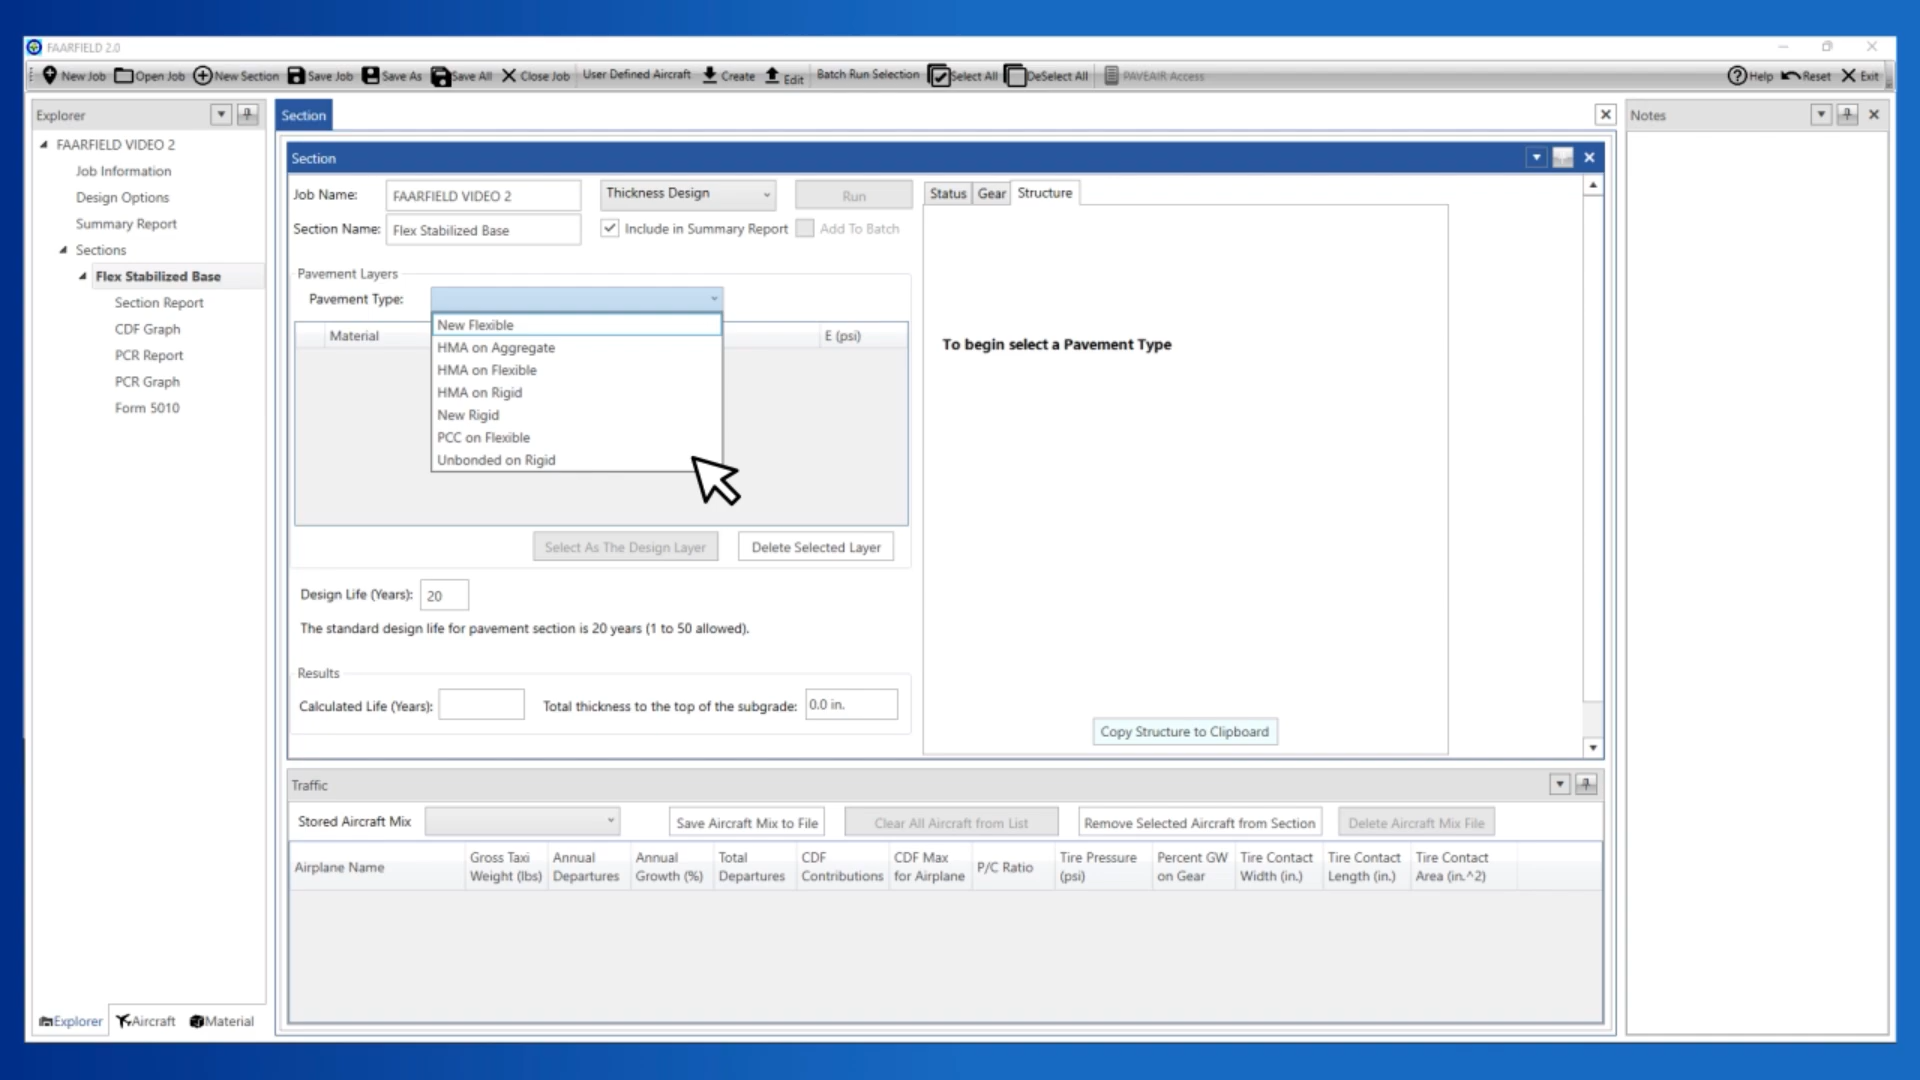 FAARFIELD 2.0
New Job Open Job New Section Save Job Save As Save All Close Job User Defined Aircraft Create Edit Batch Run Selection Select All DeSelect All PAVEAIR Access Help Reset Exit
Explorer
FAARFIELD VIDEO 2
Job Information
Design Options
Summary Report
Sections
Flex Stabilized Base
Section Report
CDF Graph
PCR Report
PCR Graph
Form 5010
Explorer Aircraft Material
Section
Section
Job Name: FAARFIELD VIDEO 2 Thickness Design Run
Section Name: Flex Stabilized Base Include in Summary Report Add To Batch
Pavement Layers
Pavement Type:
Material E (psi)
New Flexible
HMA on Aggregate
HMA on Flexible
HMA on Rigid
New Rigid
PCC on Flexible
Unbonded on Rigid
Select As The Design Layer Delete Selected Layer
Design Life (Years): 20
The standard design life for pavement section is 20 years (1 to 50 allowed).
Results
Calculated Life (Years): Total thickness to the top of the subgrade: 0.0 in.
Status Gear Structure
To begin select a Pavement Type
Copy Structure to Clipboard
Traffic
Stored Aircraft Mix Save Aircraft Mix to File Clear All Aircraft from List Remove Selected Aircraft from Section Delete Aircraft Mix File
Airplane Name
Gross Taxi
Weight (lbs)
Annual
Departures
Annual
Growth (%)
Total
Departures
CDF
Contributions
CDF Max
for Airplane
P/C Ratio
Tire Pressure
(psi)
Percent GW
on Gear
Tire Contact
Width (in.)
Tire Contact
Length (in.)
Tire Contact
Area (in.^2)
Notes